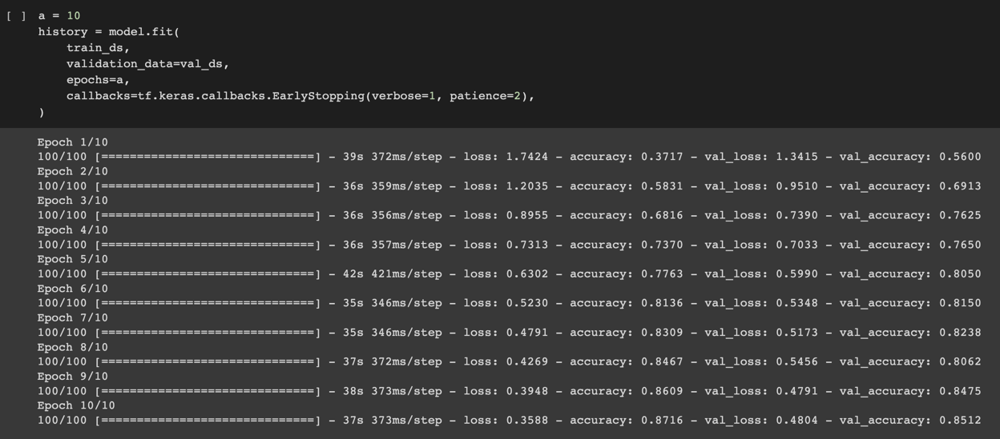 [ ] a = 10
history = model.fit(
train_ds,
validation_data=val_ds,
epochs=a,
callbacks=tf.keras.callbacks.EarlyStopping(verbose=1, patience=2),
)
Epoch 1/10
100/100 [==============================] - 39s 372ms/step - loss: 1.7424 - accuracy: 0.3717 - val_loss: 1.3415 - val_accuracy: 0.5600
Epoch 2/10
100/100 [==============================] - 36s 359ms/step - loss: 1.2035 - accuracy: 0.5831 - val_loss: 0.9510 - val_accuracy: 0.6913
Epoch 3/10
100/100 [==============================] - 36s 356ms/step - loss: 0.8955 - accuracy: 0.6816 - val_loss: 0.7390 - val_accuracy: 0.7625
Epoch 4/10
100/100 [==============================] - 36s 357ms/step - loss: 0.7313 - accuracy: 0.7370 - val_loss: 0.7033 - val_accuracy: 0.7650
Epoch 5/10
100/100 [==============================] - 42s 421ms/step - loss: 0.6302 - accuracy: 0.7763 - val_loss: 0.5990 - val_accuracy: 0.8050
Epoch 6/10
100/100 [==============================] - 35s 346ms/step - loss: 0.5230 - accuracy: 0.8136 - val_loss: 0.5348 - val_accuracy: 0.8150
Epoch 7/10
100/100 [==============================] - 35s 346ms/step - loss: 0.4791 - accuracy: 0.8309 - val_loss: 0.5173 - val_accuracy: 0.8238
Epoch 8/10
100/100 [==============================] - 37s 372ms/step - loss: 0.4269 - accuracy: 0.8467 - val_loss: 0.5456 - val_accuracy: 0.8062
Epoch 9/10
100/100 [==============================] - 38s 373ms/step - loss: 0.3948 - accuracy: 0.8609 - val_loss: 0.4791 - val_accuracy: 0.8475
Epoch 10/10
100/100 [==============================] - 37s 373ms/step - loss: 0.3588 - accuracy: 0.8716 - val_loss: 0.4804 - val_accuracy: 0.8512